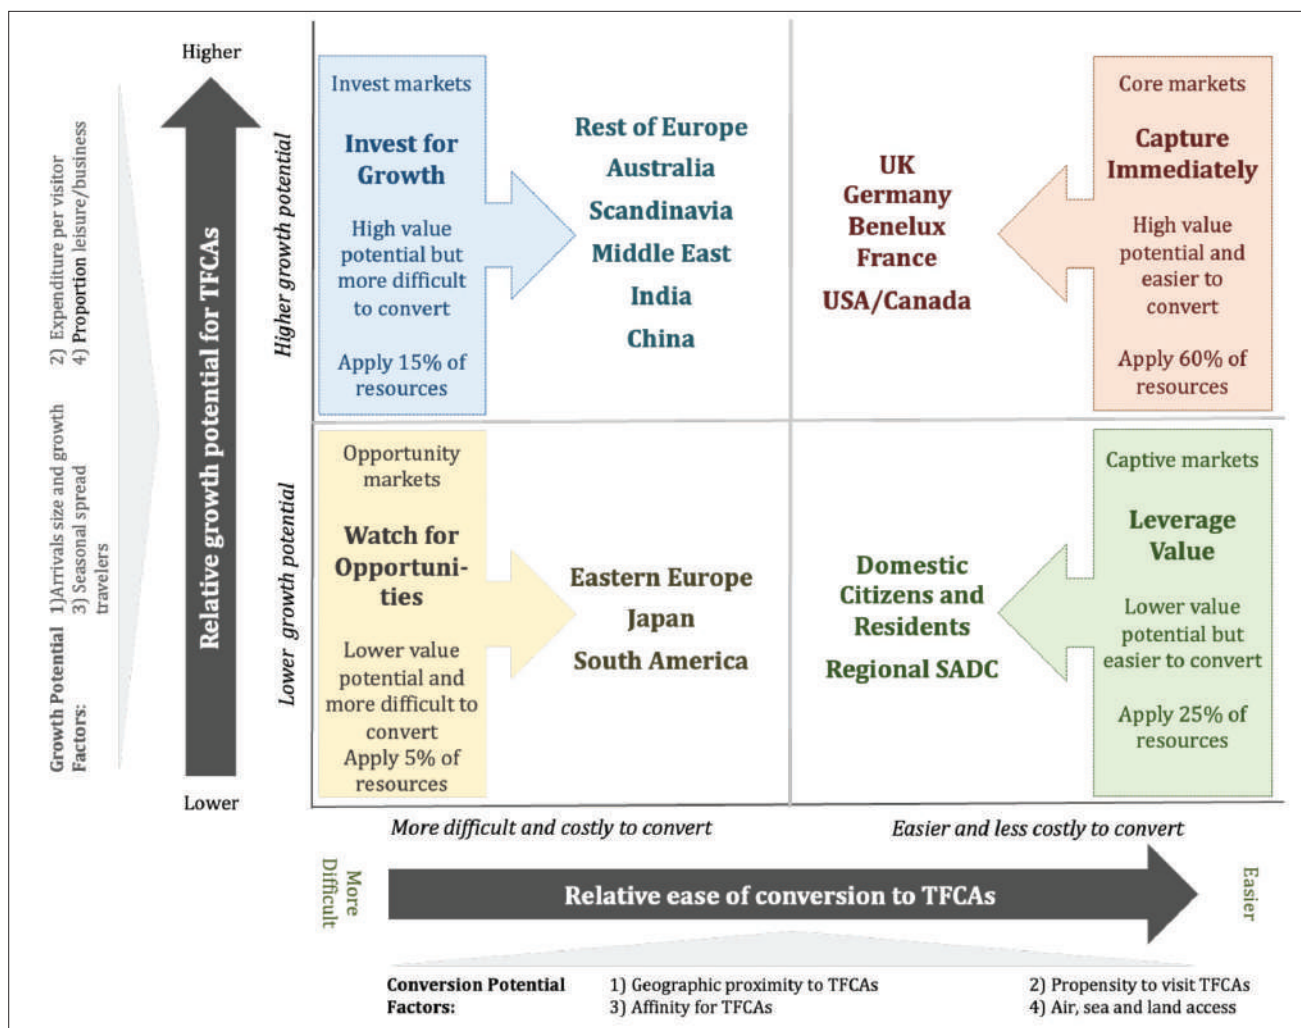 Higher
Relative growth potential for TFCAs
Lower
Growth Potential 1)Arrivals size and growth 2) Expenditure per visitor
Factors: 3) Seasonal spread 4) Proportion leisure/business
travelers
Higher growth potential
Lower growth potential
Invest markets
Invest for
Growth
High value
potential but
more difficult
to convert
Apply 15% of
resources
Rest of Europe
Australia
Scandinavia
Middle East
India
China
UK
Germany
Benelux
France
USA/Canada
Core markets
Capture
Immediately
High value
potential and
easier to
convert
Apply 60% of
resources
Opportunity
markets
Watch for
Opportuni-
ties
Lower value
potential and
more difficult to
convert
Apply 5% of
resources
Eastern Europe
Japan
South America
Domestic
Citizens and
Residents
Regional SADC
Captive markets
Leverage
Value
Lower value
potential but
easier to convert
Apply 25% of
resources
More difficult and costly to convert
Easier and less costly to convert
More
Difficult
Relative ease of conversion to TFCAs
Easier
Conversion Potential 1) Geographic proximity to TFCAs 2) Propensity to visit TFCAs
Factors: 3) Affinity for TFCAs 4) Air, sea and land access